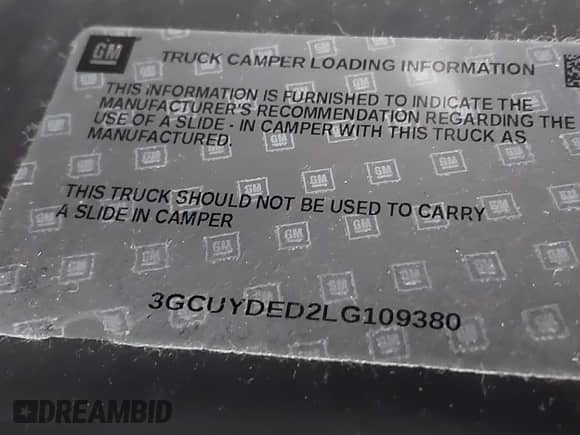 GM
TRUCK CAMPER LOADING INFORMATION
THIS INFORMATION IS FURNISHED TO INDICATE THE
MANUFACTURER'S RECOMMENDATION REGARDING THE
USE OF A SLIDE - IN CAMPER WITH THIS TRUCK AS
MANUFACTURED.
THIS TRUCK SHOULD NOT BE USED TO CARRY
A SLIDE IN CAMPER
3GCUYDED2LG109380
DREAMBID